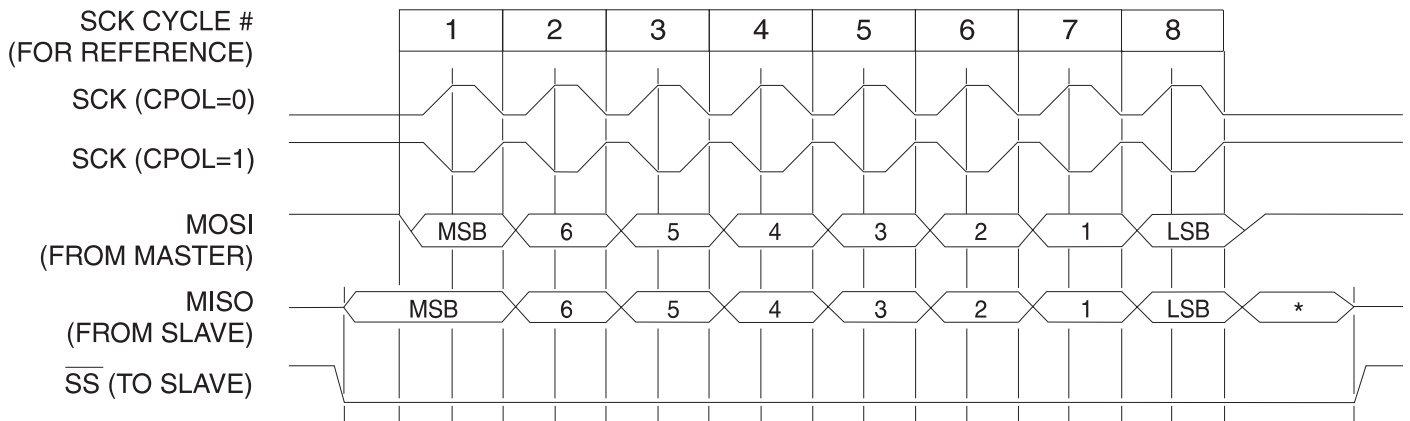 SCK CYCLE #
(FOR REFERENCE)
1 2 3 4 5 6 7 8
SCK (CPOL=0)
SCK (CPOL=1)
MOSI
(FROM MASTER)
MSB 6 5 4 3 2 1 LSB
MISO
(FROM SLAVE)
MSB 6 5 4 3 2 1 LSB *
SS (TO SLAVE)